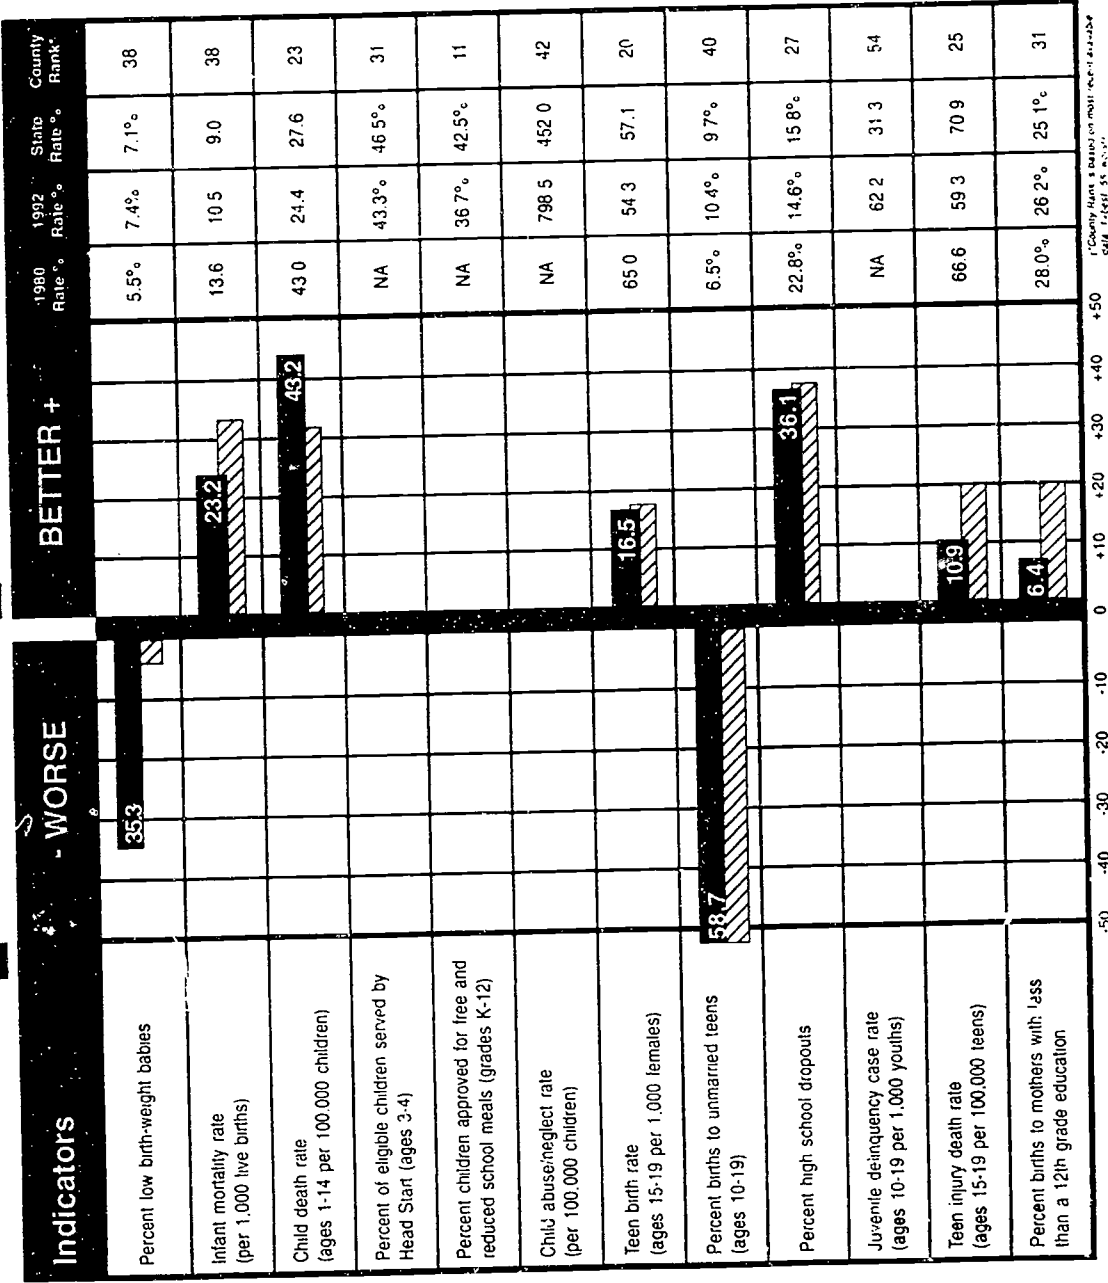 Indicators
- WORSE
BETTER +
1980
Rate %
1992
Rate %
State
Rate %
County
Rank*
Percent low birth-weight babies
35.3
5.5%
7.4%
7.1%
38
Infant mortality rate
(per 1,000 live births)
23.2
13.6
10 5
9.0
38
Child death rate
(ages 1-14 per 100,000 children)
43.2
43 0
24.4
27.6
23
Percent of eligible children served by
Head Start (ages 3-4)
NA
43.3%
46 5%
31
Percent children approved for free and
reduced school meals (grades K-12)
NA
36 7%
42.5%
11
Child abuse/neglect rate
(per 100,000 children)
NA
798 5
452 0
42
Teen birth rate
(ages 15-19 per 1,000 females)
16.5
65 0
54 3
57.1
20
Percent births to unmarried teens
(ages 10-19)
58.7
6.5%
10 4%
9 7%
40
Percent high school dropouts
36.1
22.8%
14.6%
15 8%
27
Juvenile delinquency case rate
(ages 10-19 per 1,000 youths)
NA
62 2
31 3
54
Teen injury death rate
(ages 15-19 per 100,000 teens)
10.9
66.6
59 3
70 9
25
Percent births to mothers with less
than a 12th grade education
6.4
28.0%
26 2%
25 1%
31
-50
-40
-30
-20
-10
0
+10
+20
+30
+40
+50
(*County Rank is based on most recent available
data